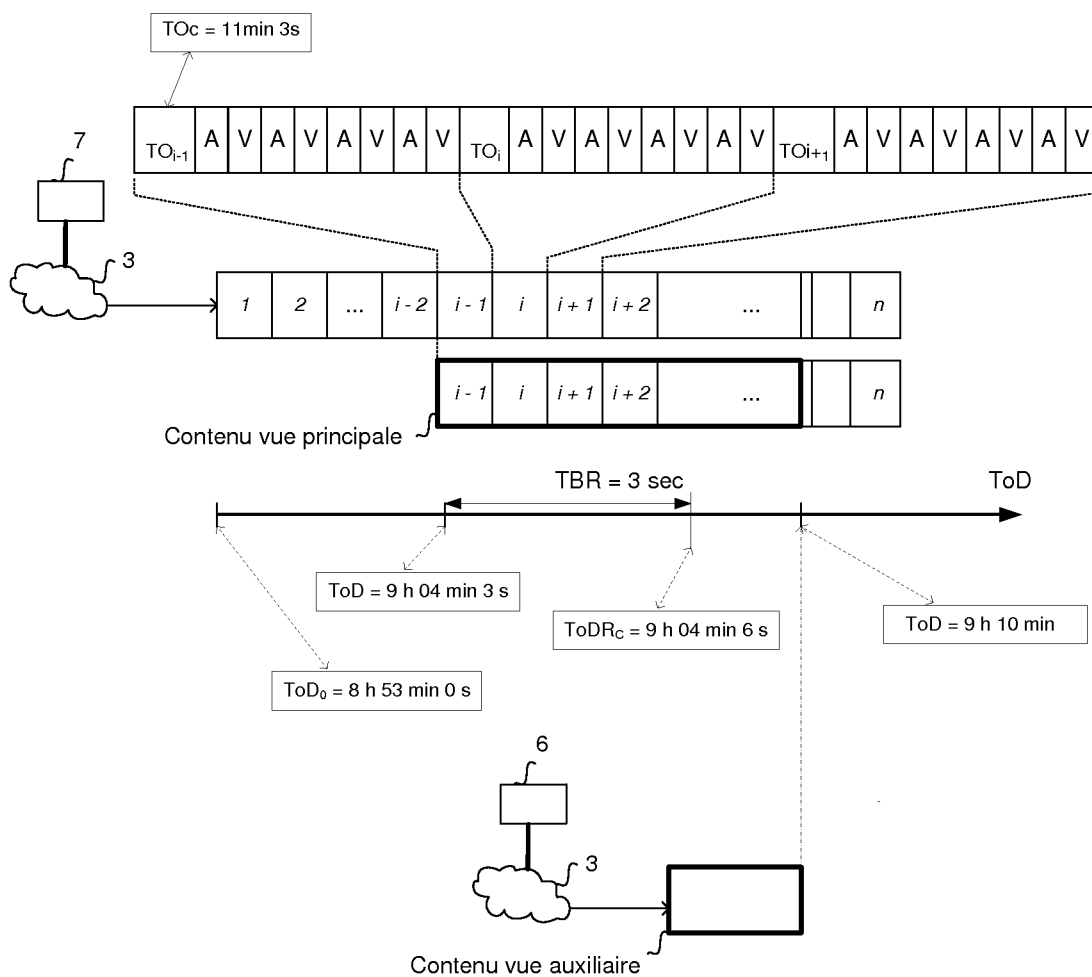 TOc = 11min 3s
TOi-1 A V A V A V A V TOi A V A V A V A V TOi+1 A V A V A V A V
7
3
1 2 ... i - 2 i - 1 i i + 1 i + 2 ... n
i - 1 i i + 1 i + 2 ... n
Contenu vue principale
TBR = 3 sec
ToD
ToD = 9 h 04 min 3 s
ToDRC = 9 h 04 min 6 s
ToD = 9 h 10 min
ToD0 = 8 h 53 min 0 s
6
3
Contenu vue auxiliaire